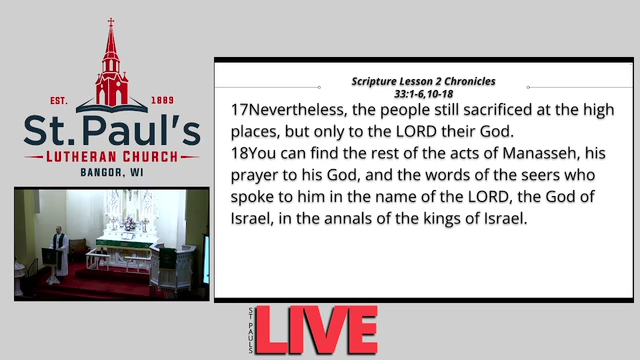 EST. 1889
St. Paul's
LUTHERAN CHURCH
BANGOR, WI
Scripture Lesson 2 Chronicles
33:1-6,10-18
17Nevertheless, the people still sacrificed at the high
places, but only to the LORD their God.
18You can find the rest of the acts of Manasseh, his
prayer to his God, and the words of the seers who
spoke to him in the name of the LORD, the God of
Israel, in the annals of the kings of Israel.
ST PAULS
LIVE